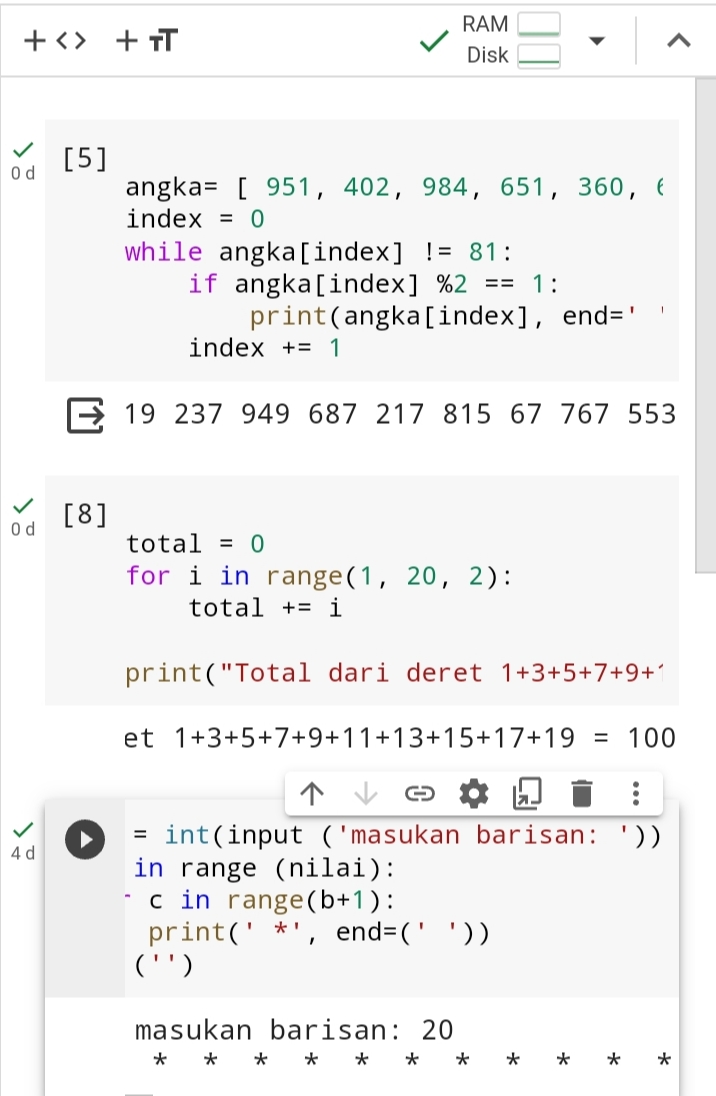 + <> + TT
RAM
Disk
0 d
[5]
angka= [ 951, 402, 984, 651, 360,
index = 0
while angka[index] != 81:
if angka[index] %2 == 1:
print(angka[index], end=' '
index += 1
19 237 949 687 217 815 67 767 553
0 d
[8]
total = 0
for i in range(1, 20, 2):
total += i
print("Total dari deret 1+3+5+7+9+
et 1+3+5+7+9+11+13+15+17+19 = 100
4 d
= int(input ('masukan barisan: '))
in range (nilai):
c in range(b+1):
print(' *', end=(' '))
('')
masukan barisan: 20
* * * * * * * * * * *